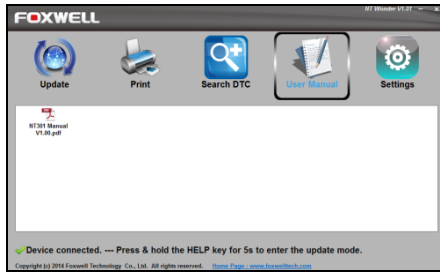 FOXWELL
NT Wonder V1.01
Update
Print
Search DTC
User Manual
Settings
NT301 Manual
V1.00.pdf
Device connected. --- Press & hold the HELP key for 5s to enter the update mode.
Copyright (c) 2014 Foxwell Technology Co., Ltd. All rights reserved. Home Page : www.foxwelltech.com